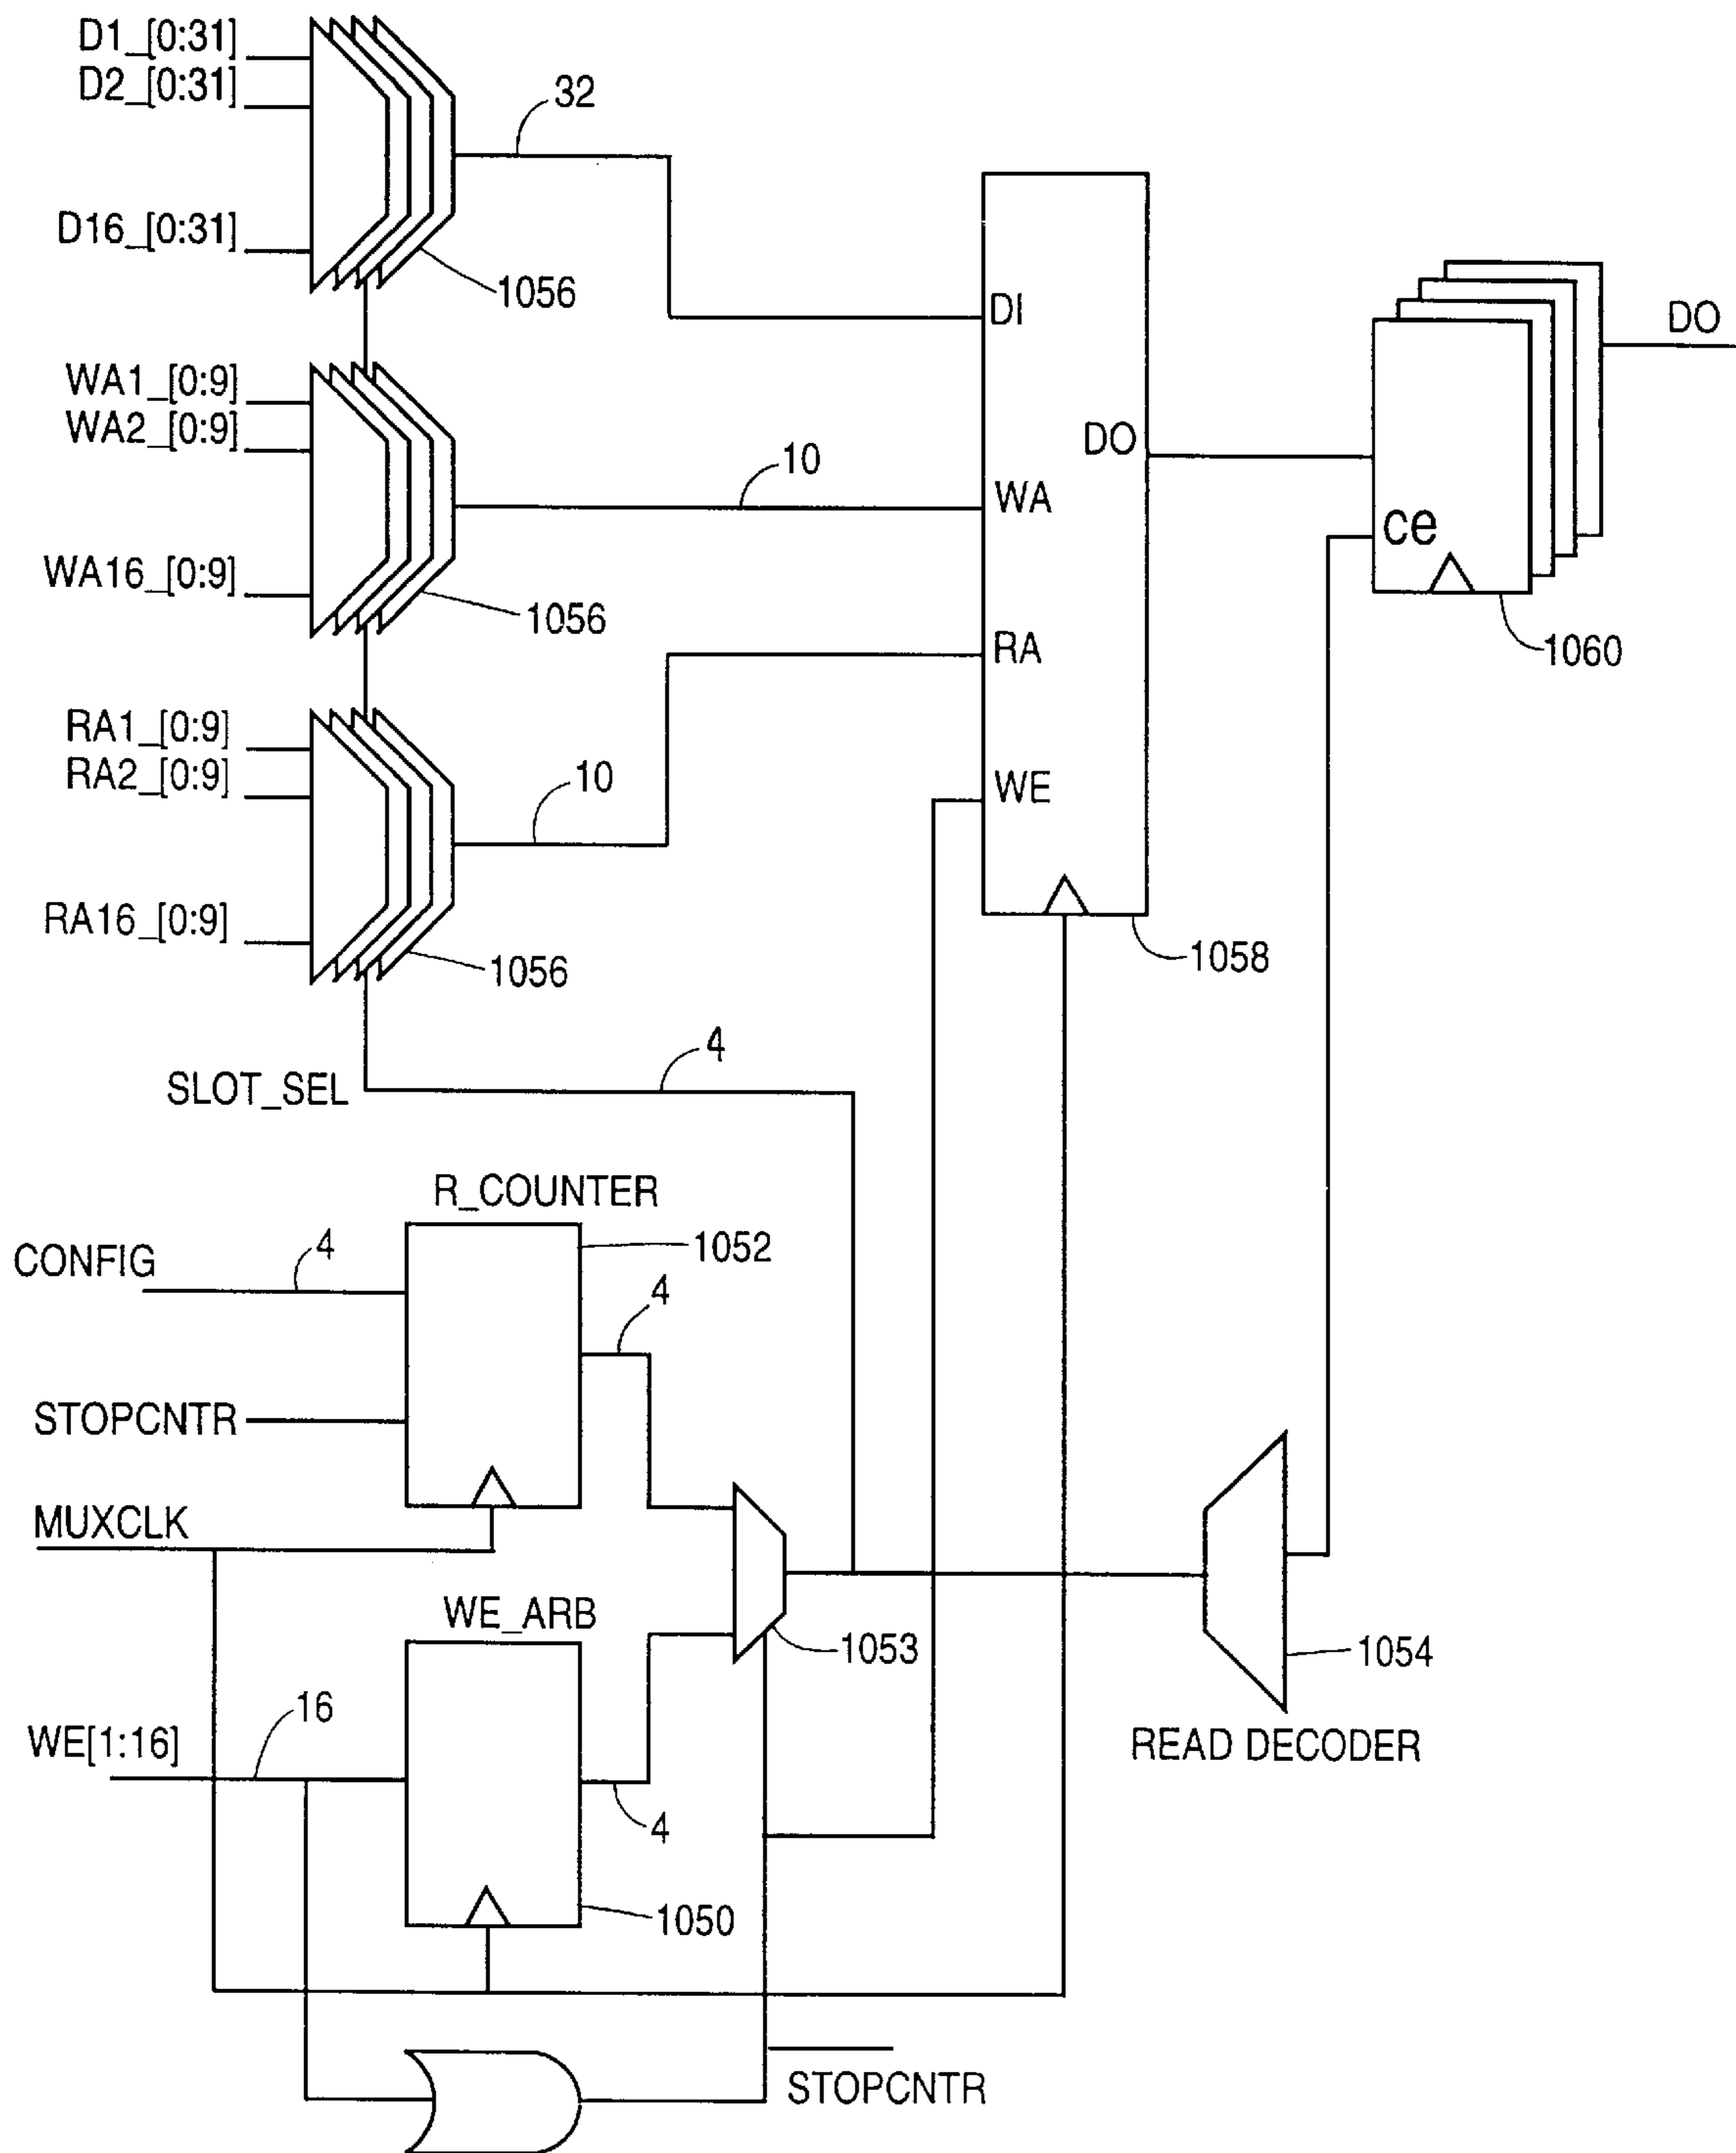 D1_[0:31]
D2_[0:31]
D16_[0:31]
32
1056
DI
DO
WA1_[0:9]
WA2_[0:9]
WA16_[0:9]
10
1056
DO
WA
ce
1060
RA1_[0:9]
RA2_[0:9]
RA16_[0:9]
10
1056
RA
WE
1058
SLOT_SEL
4
R_COUNTER
1052
CONFIG
4
4
STOPCNTR
MUXCLK
WE_ARB
1053
1054
READ DECODER
WE[1:16]
16
4
1050
STOPCNTR